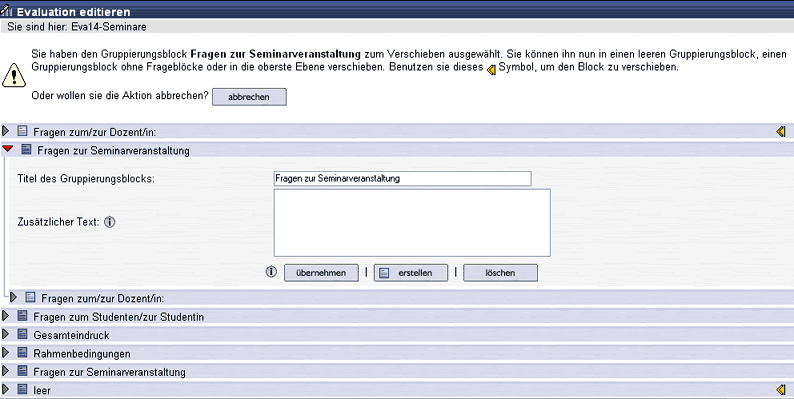 Evaluation editieren
Sie sind hier: Eva14-Seminare
Sie haben den Gruppierungsblock Fragen zur Seminarveranstaltung zum Verschieben ausgewählt. Sie können ihn nun in einen leeren Gruppierungsblock, einen
Gruppierungsblock ohne Frageblöcke oder in die oberste Ebene verschieben. Benutzen sie dieses Symbol, um den Block zu verschieben.
Oder wollen sie die Aktion abbrechen? abbrechen
Fragen zum/zur Dozent/in:
Fragen zur Seminarveranstaltung
Titel des Gruppierungsblocks: Fragen zur Seminarveranstaltung
Zusätzlicher Text:
übernehmen | erstellen | löschen
Fragen zum/zur Dozent/in:
Fragen zum Studenten/zur Studentin
Gesamteindruck
Rahmenbedingungen
Fragen zur Seminarveranstaltung
leer